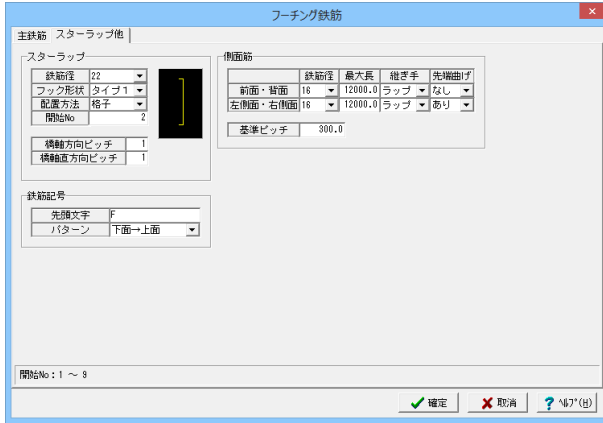 フーチング鉄筋
主鉄筋 スターラップ他
スターラップ
鉄筋径 22
フック形状 タイプ1
配置方法 格子
開始No 2
橋軸方向ピッチ 1
橋軸直方向ピッチ 1
鉄筋記号
先頭文字 F
パターン 下面→上面
側面筋
鉄筋径 最大長 継ぎ手 先端曲げ
前面・背面 16 12000.0 ラップ なし
左側面・右側面 16 12000.0 ラップ あり
基準ピッチ 300.0
開始No:1 ～ 9
確定 取消 ヘルプ(H)